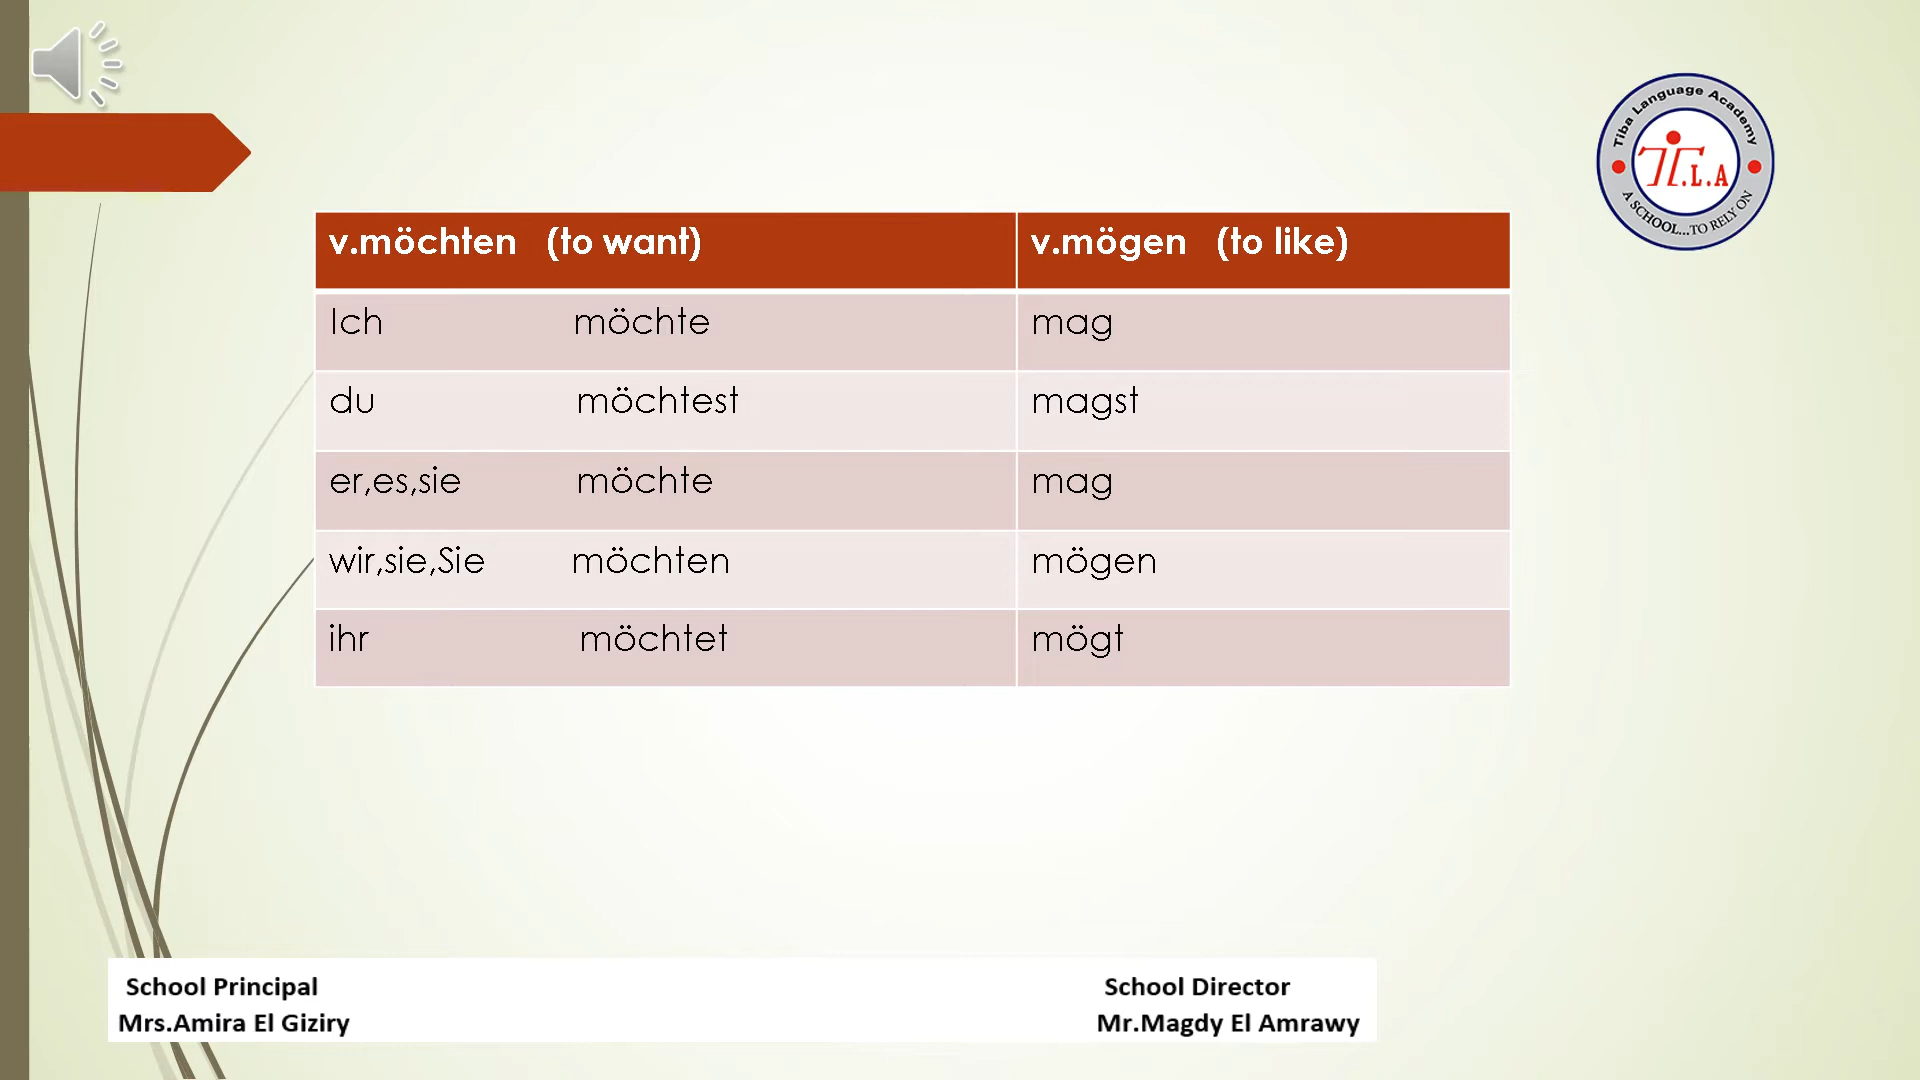 Tiba Language Academy
T.L.A
A SCHOOL...TO RELY ON
v.möchten (to want) v.mögen (to like)
Ich möchte mag
du möchtest magst
er,es,sie möchte mag
wir,sie,Sie möchten mögen
ihr möchtet mögt
School Principal School Director
Mrs.Amira El Giziry Mr.Magdy El Amrawy